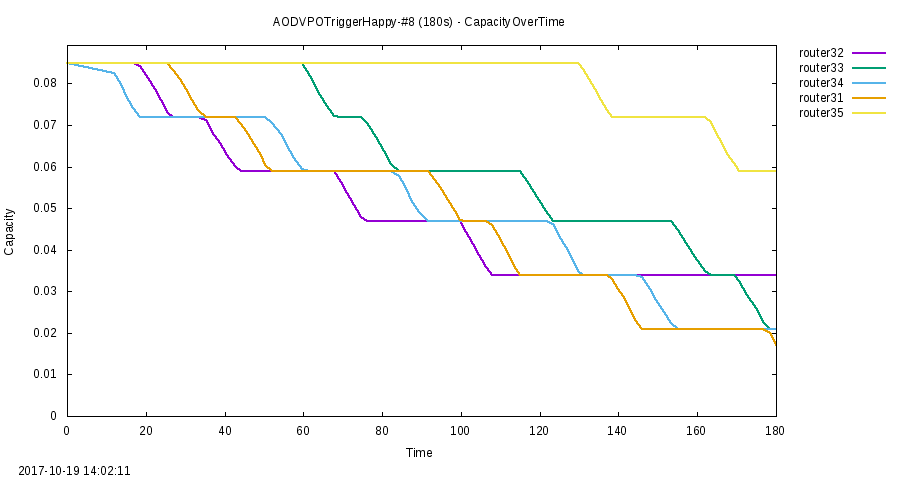 AODVPOTriggerHappy-#8 (180s) - CapacityOverTime
router32
router33
router34
router31
router35
0.08
0.07
0.06
0.05
0.04
0.03
0.02
0.01
0
Capacity
0 20 40 60 80 100 120 140 160 180
Time
2017-10-19 14:02:11